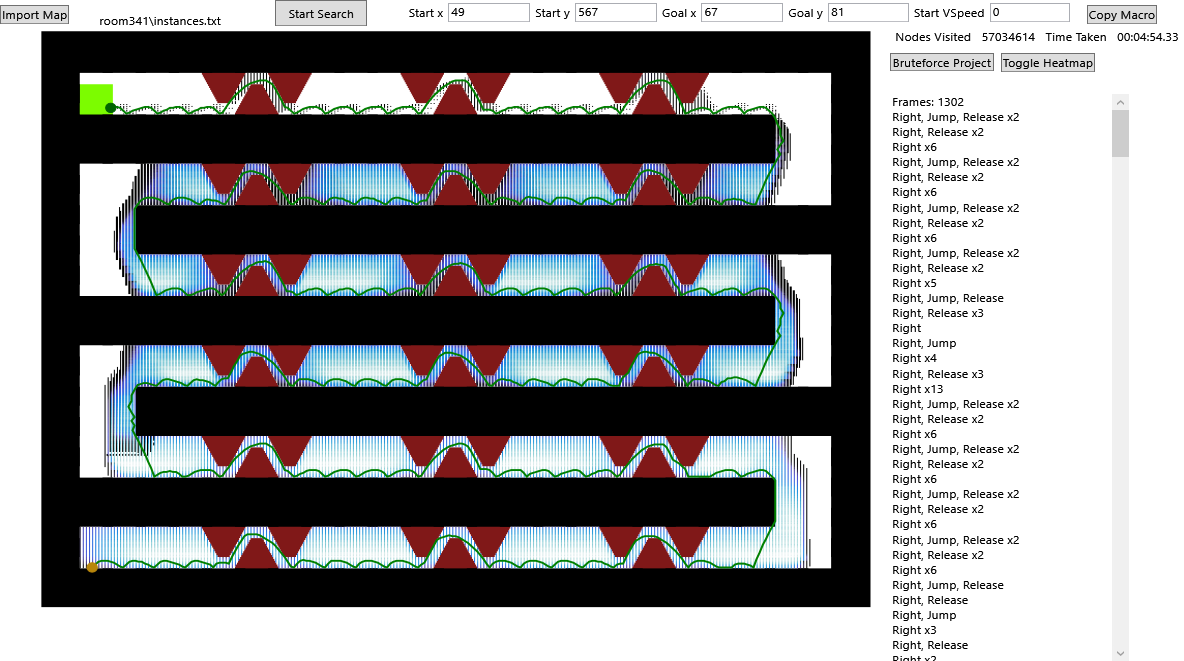 Import Map
room341\instances.txt
Start Search
Start x 49 Start y 567 Goal x 67 Goal y 81 Start VSpeed 0
Copy Macro
Nodes Visited 57034614 Time Taken 00:04:54.33
Bruteforce Project Toggle Heatmap
Frames: 1302
Right, Jump, Release x2
Right, Release x2
Right x6
Right, Jump, Release x2
Right, Release x2
Right x6
Right, Jump, Release x2
Right, Release x2
Right x6
Right, Jump, Release x2
Right, Release x2
Right x5
Right, Jump, Release
Right, Release x3
Right
Right, Jump
Right x4
Right, Release x3
Right x13
Right, Jump, Release x2
Right, Release x2
Right x6
Right, Jump, Release x2
Right, Release x2
Right x6
Right, Jump, Release x2
Right, Release x2
Right x6
Right, Jump, Release x2
Right, Release x2
Right x6
Right, Jump, Release
Right, Release
Right, Jump
Right x3
Right, Release
Right x2